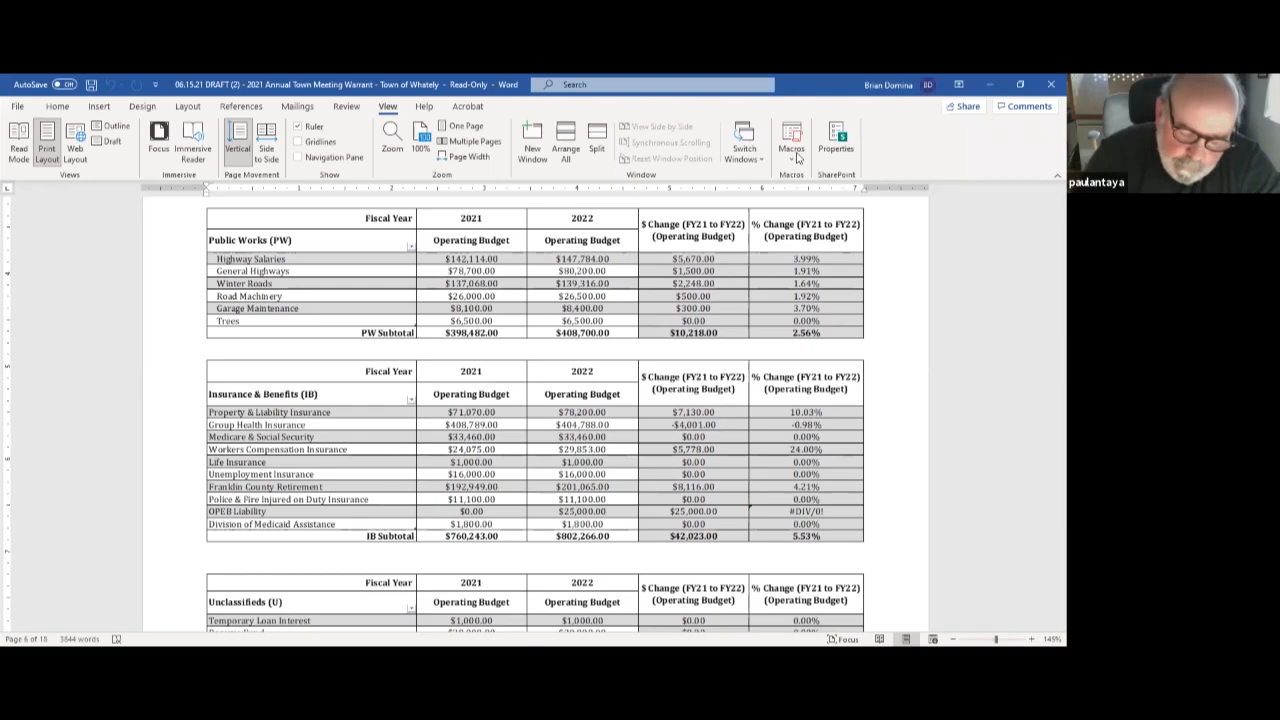 AutoSave Off 06.15.21 DRAFT (2) - 2021 Annual Town Meeting Warrant - Town of Whately - Read-Only - Word Search Brian Domina BD
File Home Insert Design Layout References Mailings Review View Help Acrobat Share Comments
Read Mode Print Layout Web Layout Outline Draft Focus Immersive Reader Vertical Side to Side Ruler Gridlines Navigation Pane Zoom 100% One Page Multiple Pages Page Width New Window Arrange All Split View Side by Side Synchronous Scrolling Reset Window Position Switch Windows Macros Properties
Views Immersive Page Movement Show Zoom Window Macros SharePoint
paulantaya
Fiscal Year 2021 2022 $ Change (FY21 to FY22) % Change (FY21 to FY22)
Public Works (PW) Operating Budget Operating Budget (Operating Budget) (Operating Budget)
Highway Salaries $142,114.00 $147,784.00 $5,670.00 3.99%
General Highways $78,700.00 $80,200.00 $1,500.00 1.91%
Winter Roads $137,068.00 $139,316.00 $2,248.00 1.64%
Road Machinery $26,000.00 $26,500.00 $500.00 1.92%
Garage Maintenance $8,100.00 $8,400.00 $300.00 3.70%
Trees $6,500.00 $6,500.00 $0.00 0.00%
PW Subtotal $398,482.00 $408,700.00 $10,218.00 2.56%
Fiscal Year 2021 2022 $ Change (FY21 to FY22) % Change (FY21 to FY22)
Insurance & Benefits (IB) Operating Budget Operating Budget (Operating Budget) (Operating Budget)
Property & Liability Insurance $71,070.00 $78,200.00 $7,130.00 10.03%
Group Health Insurance $408,789.00 $404,788.00 -$4,001.00 -0.98%
Medicare & Social Security $33,460.00 $33,460.00 $0.00 0.00%
Workers Compensation Insurance $24,075.00 $29,853.00 $5,778.00 24.00%
Life Insurance $1,000.00 $1,000.00 $0.00 0.00%
Unemployment Insurance $16,000.00 $16,000.00 $0.00 0.00%
Franklin County Retirement $192,949.00 $201,065.00 $8,116.00 4.21%
Police & Fire Injured on Duty Insurance $11,100.00 $11,100.00 $0.00 0.00%
OPEB Liability $0.00 $25,000.00 $25,000.00 #DIV/0!
Division of Medicaid Assistance $1,800.00 $1,800.00 $0.00 0.00%
IB Subtotal $760,243.00 $802,266.00 $42,023.00 5.53%
Fiscal Year 2021 2022 $ Change (FY21 to FY22) % Change (FY21 to FY22)
Unclassifieds (U) Operating Budget Operating Budget (Operating Budget) (Operating Budget)
Temporary Loan Interest $1,000.00 $1,000.00 $0.00 0.00%
Page 6 of 18 3844 words Focus 145%